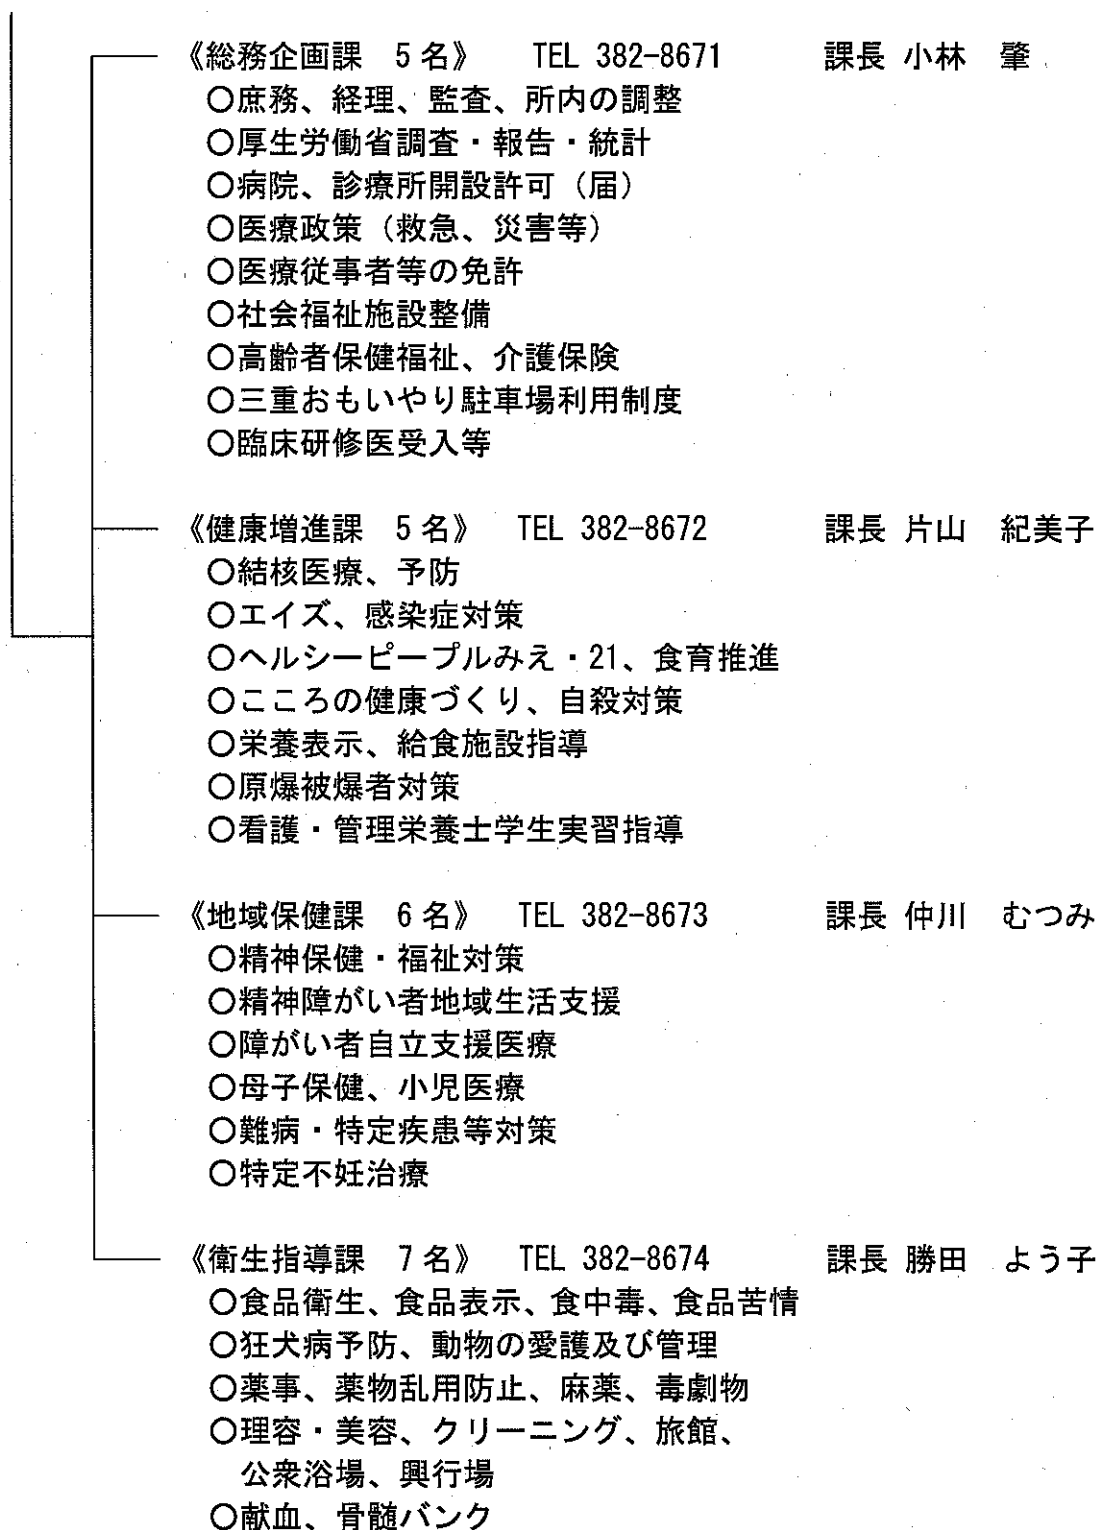 《総務企画課　5名》　TEL 382-8671　課長 小林　肇
○庶務、経理、監査、所内の調整
○厚生労働省調査・報告・統計
○病院、診療所開設許可（届）
○医療政策（救急、災害等）
○医療従事者等の免許
○社会福祉施設整備
○高齢者保健福祉、介護保険
○三重おもいやり駐車場利用制度
○臨床研修医受入等
《健康増進課　5名》　TEL 382-8672　課長 片山　紀美子
○結核医療、予防
○エイズ、感染症対策
○ヘルシーピープルみえ・21、食育推進
○こころの健康づくり、自殺対策
○栄養表示、給食施設指導
○原爆被爆者対策
○看護・管理栄養士学生実習指導
《地域保健課　6名》　TEL 382-8673　課長 仲川　むつみ
○精神保健・福祉対策
○精神障がい者地域生活支援
○障がい者自立支援医療
○母子保健、小児医療
○難病・特定疾患等対策
○特定不妊治療
《衛生指導課　7名》　TEL 382-8674　課長 勝田　よう子
○食品衛生、食品表示、食中毒、食品苦情
○狂犬病予防、動物の愛護及び管理
○薬事、薬物乱用防止、麻薬、毒劇物
○理容・美容、クリーニング、旅館、
公衆浴場、興行場
○献血、骨髄バンク